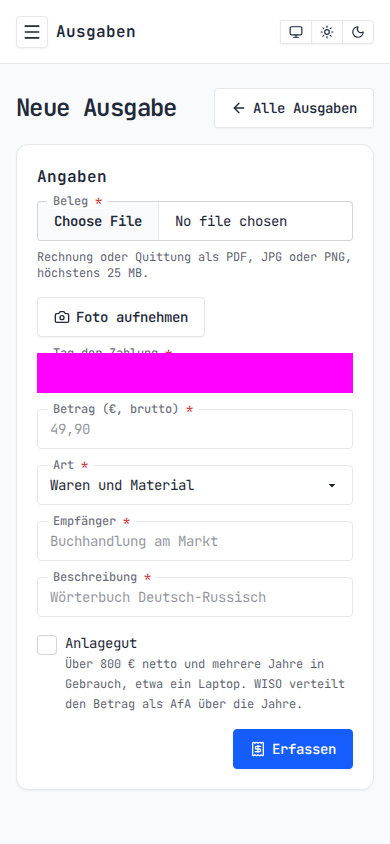 Ausgaben
Neue Ausgabe
Alle Ausgaben
Angaben
Beleg *
Choose File No file chosen
Rechnung oder Quittung als PDF, JPG oder PNG,
höchstens 25 MB.
Foto aufnehmen
Tag der Zahlung *
Betrag (€, brutto) *
49,90
Art *
Waren und Material
Empfänger *
Buchhandlung am Markt
Beschreibung *
Wörterbuch Deutsch-Russisch
Anlagegut
Über 800 € netto und mehrere Jahre in
Gebrauch, etwa ein Laptop. WISO verteilt
den Betrag als AfA über die Jahre.
Erfassen